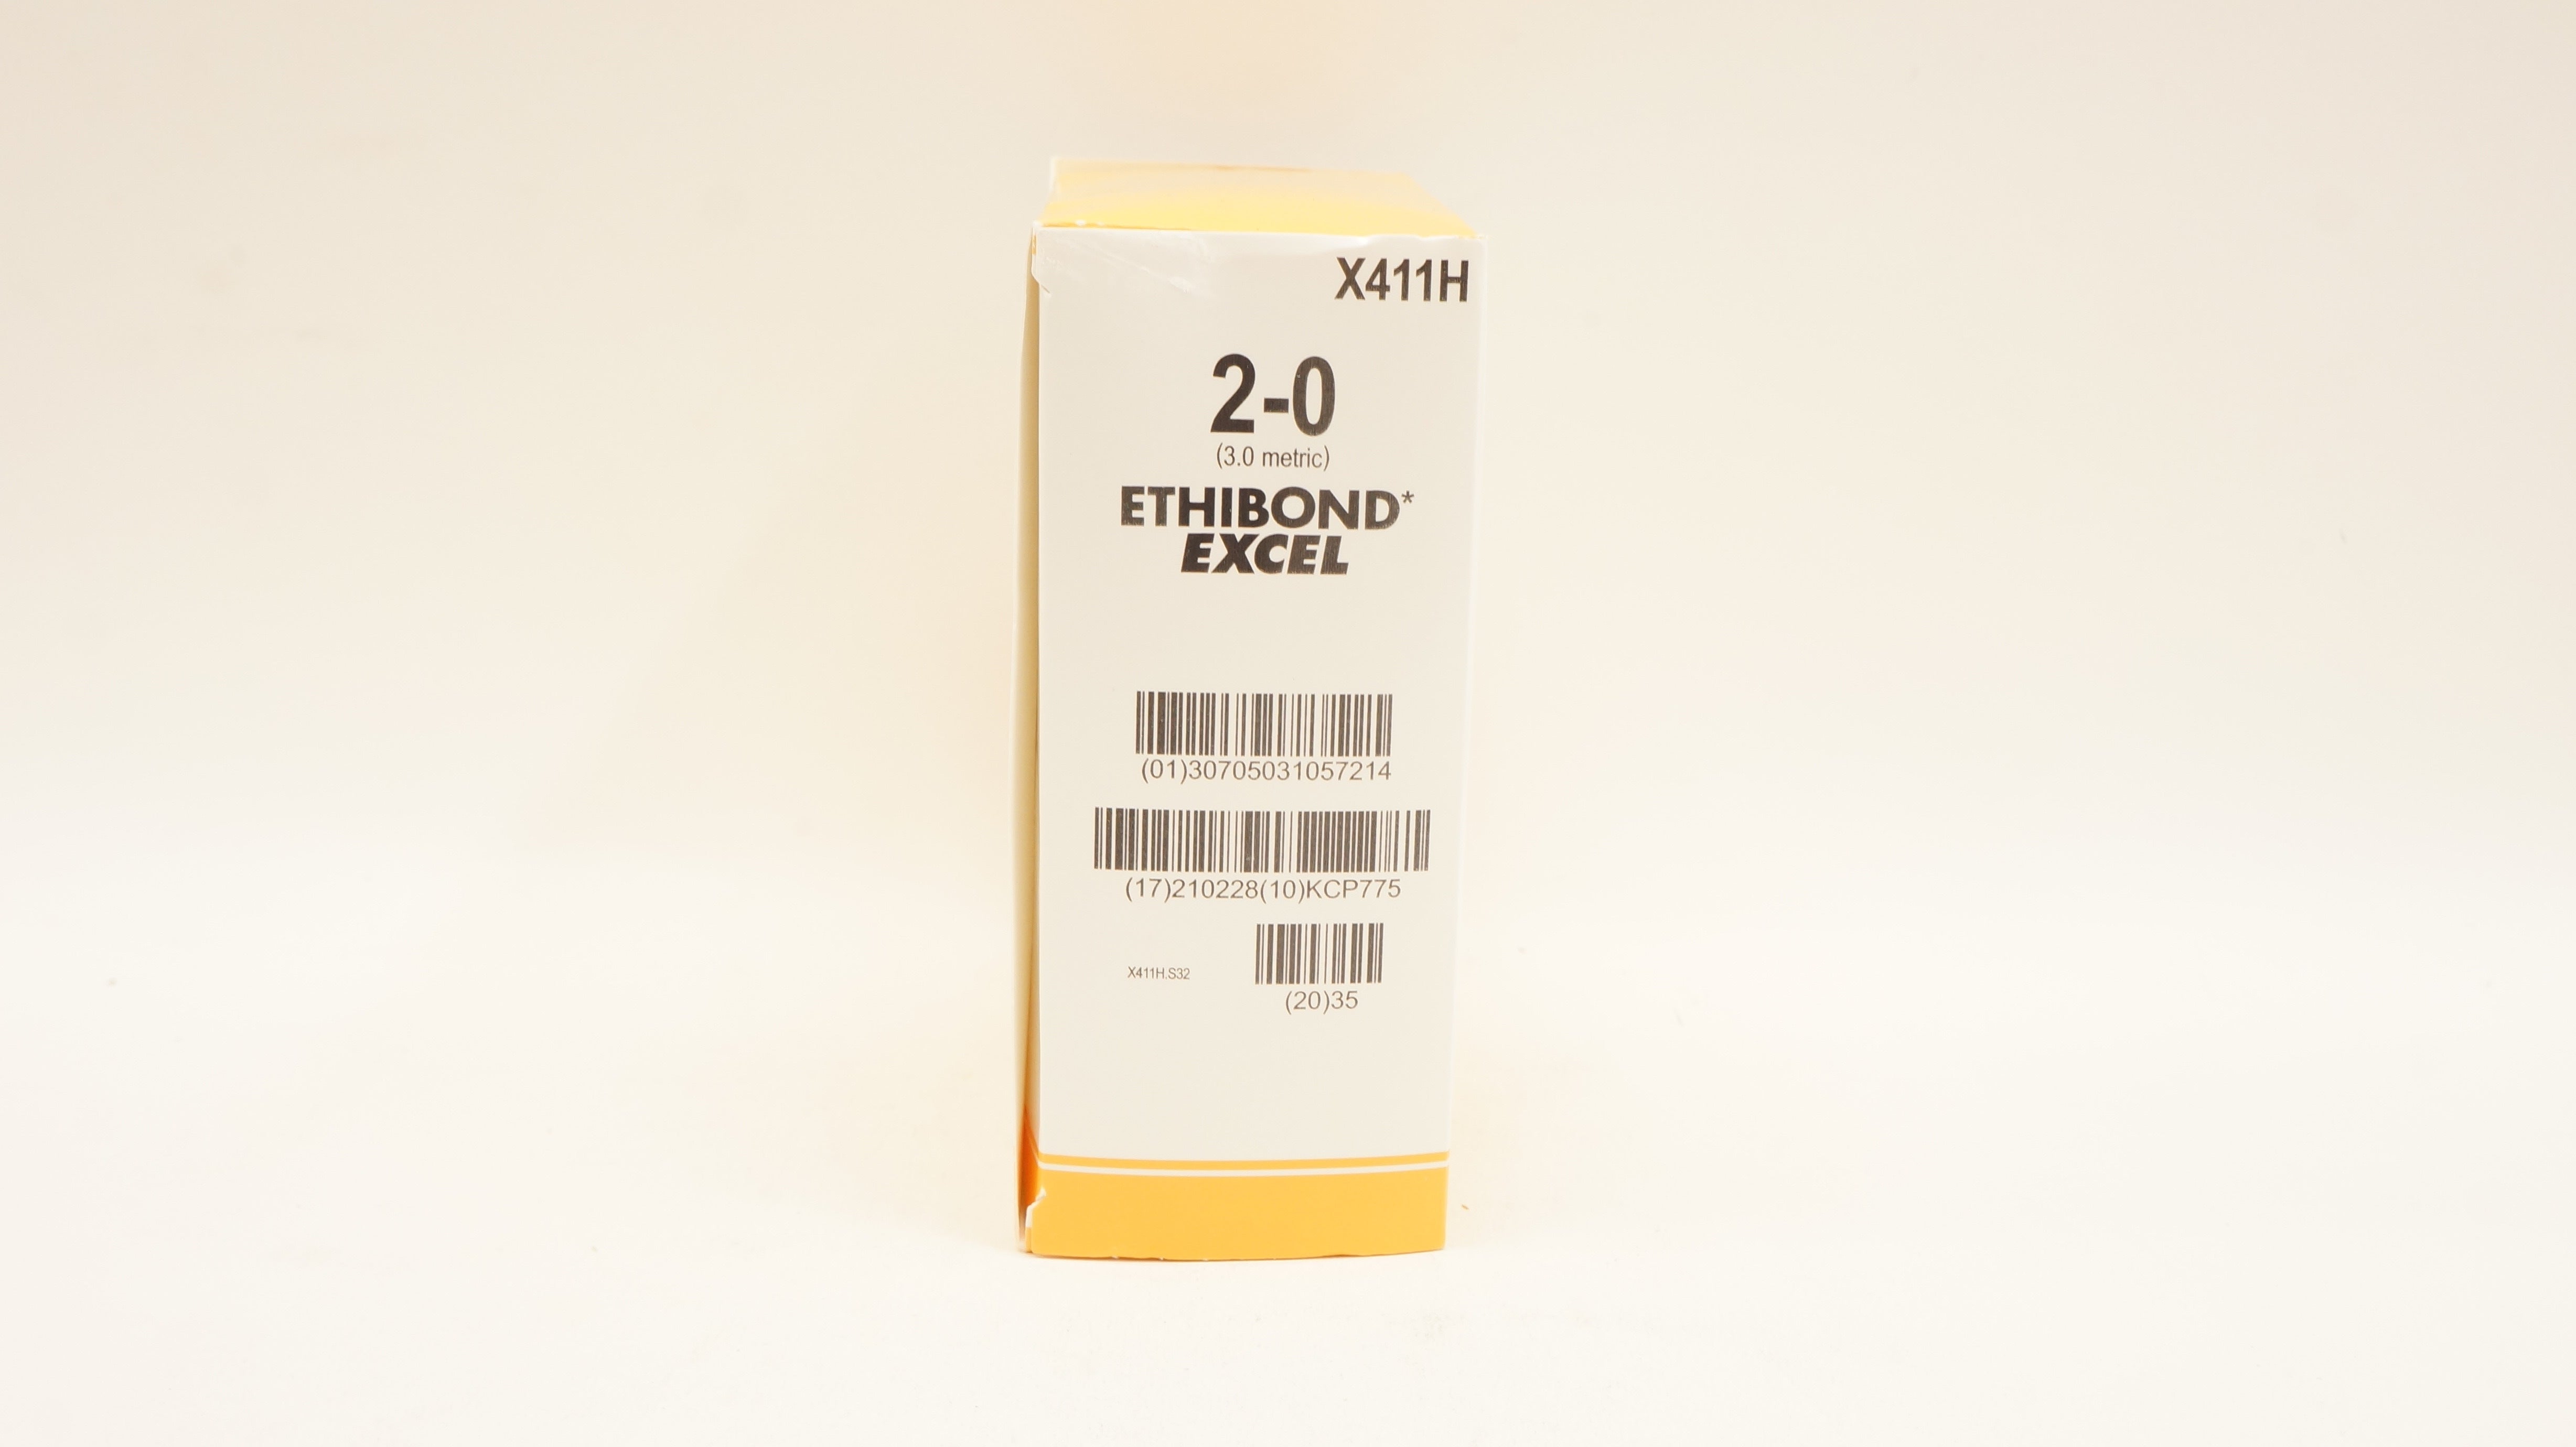 X411H
2-0
(3.0 metric)
ETHIBOND*
EXCEL
(01)30705031057214
(17)210228(10)KCP775
X411H.S32
(20)35